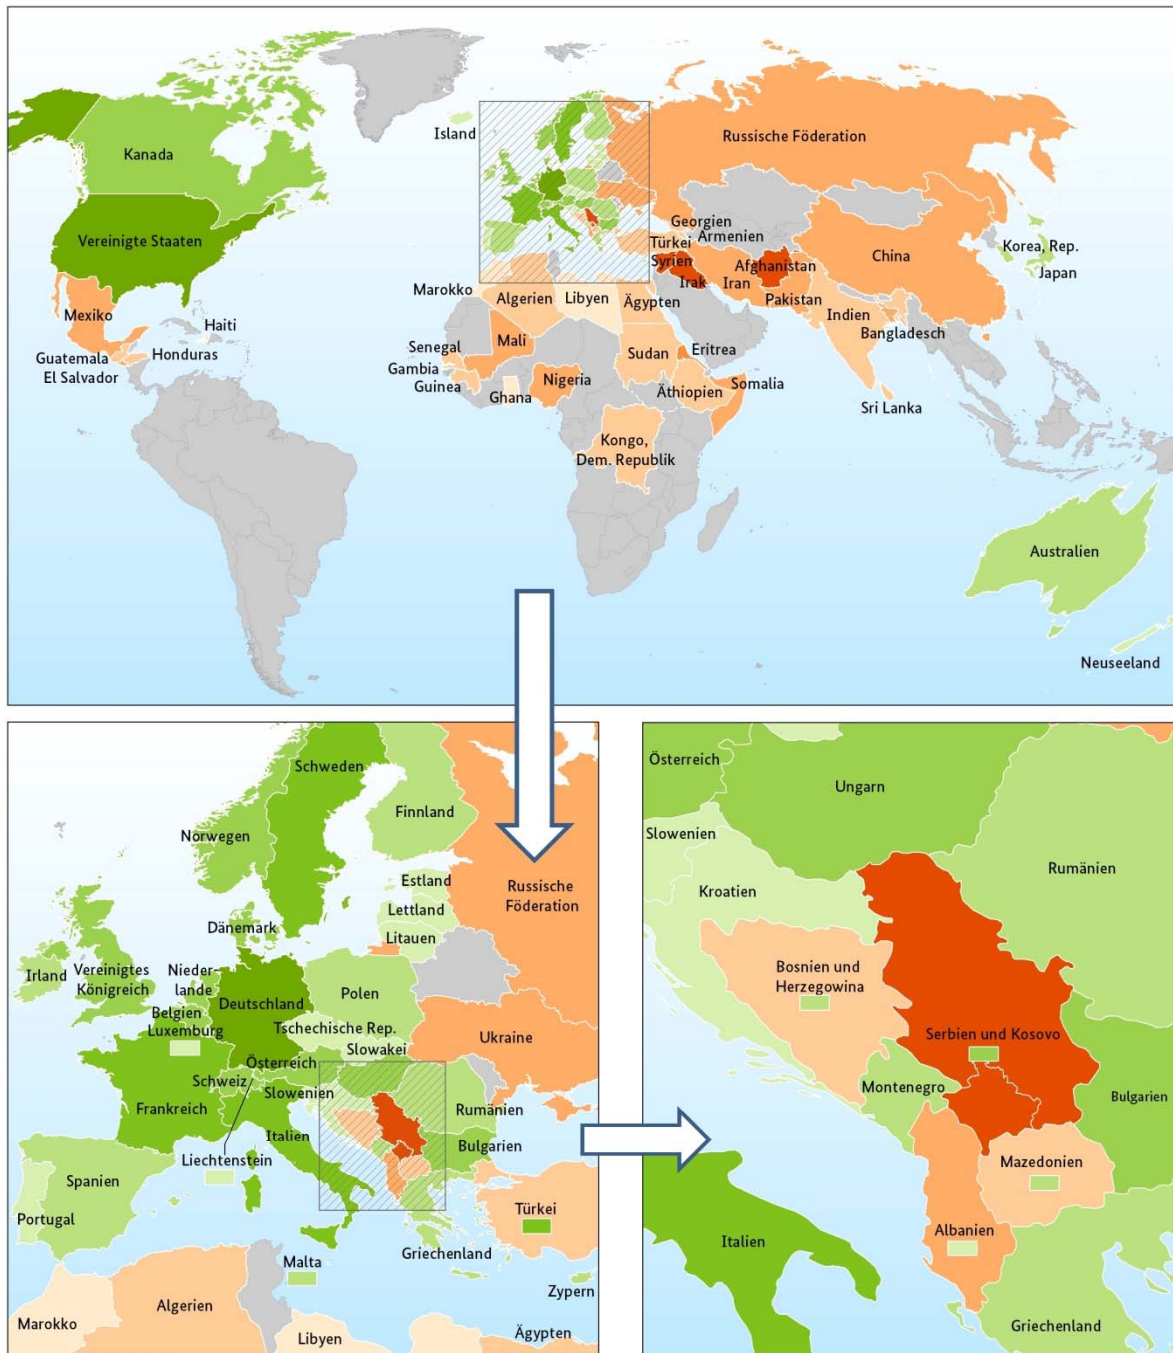 Island
Kanada
Russische Föderation
Vereinigte Staaten
Georgien
Türkei
Armenien
Korea, Rep.
China
Syrien
Afghanistan
Japan
Irak
Iran
Marokko
Algerien
Libyen
Ägypten
Pakistan
Indien
Bangladesch
Mexiko
Haiti
Guatemala
Honduras
El Salvador
Senegal
Mali
Gambia
Guinea
Ghana
Nigeria
Sudan
Eritrea
Äthiopien
Somalia
Sri Lanka
Kongo,
Dem. Republik
Australien
Neuseeland
Schweden
Finnland
Norwegen
Estland
Russische
Föderation
Lettland
Dänemark
Litauen
Irland
Vereinigtes
Königreich
Nieder-
lande
Deutschland
Polen
Belgien
Luxemburg
Tschechische Rep.
Ukraine
Slowakei
Österreich
Schweiz
Slowenien
Frankreich
Rumänien
Italien
Bulgarien
Liechtenstein
Spanien
Portugal
Türkei
Griechenland
Malta
Zypern
Algerien
Marokko
Libyen
Ägypten
Österreich
Ungarn
Slowenien
Rumänien
Kroatien
Bosnien und
Herzegowina
Serbien und Kosovo
Montenegro
Bulgarien
Mazedonien
Albanien
Italien
Griechenland